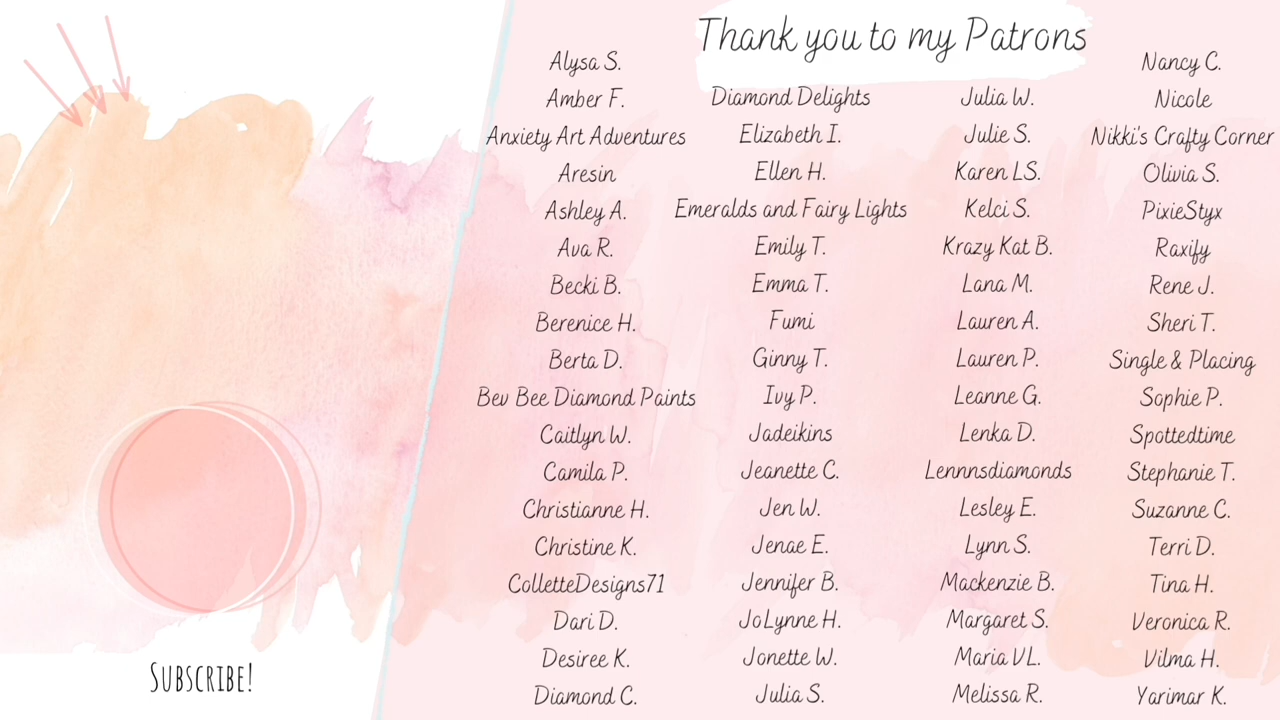 Thank you to my Patrons
Alysa S.
Amber F.
Anxiety Art Adventures
Aresin
Ashley A.
Ava R.
Becki B.
Berenice H.
Berta D.
Bev Bee Diamond Paints
Caitlyn W.
Camila P.
Christianne H.
Christine K.
ColletteDesigns71
Dari D.
Desiree K.
Diamond C.
Diamond Delights
Elizabeth I.
Ellen H.
Emeralds and Fairy Lights
Emily T.
Emma T.
Fumi
Ginny T.
Ivy P.
Jadeikins
Jeanette C.
Jen W.
Jenae E.
Jennifer B.
JoLynne H.
Jonette W.
Julia S.
Julia W.
Julie S.
Karen LS.
Kelci S.
Krazy Kat B.
Lana M.
Lauren A.
Lauren P.
Leanne G.
Lenka D.
Lennnsdiamonds
Lesley E.
Lynn S.
Mackenzie B.
Margaret S.
Maria VL.
Melissa R.
Nancy C.
Nicole
Nikki's Crafty Corner
Olivia S.
PixieStyx
Raxify
Rene J.
Sheri T.
Single & Placing
Sophie P.
Spottedtime
Stephanie T.
Suzanne C.
Terri D.
Tina H.
Veronica R.
Vilma H.
Yarimar K.
SUBSCRIBE!